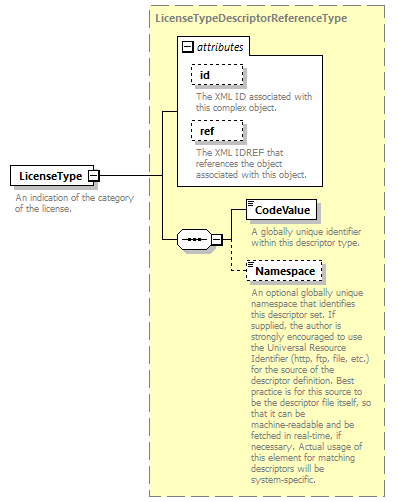 LicenseTypeDescriptorReferenceType
attributes
id
The XML ID associated with
this complex object.
ref
The XML IDREF that
references the object
associated with this object.
LicenseType
An indication of the category
of the license.
CodeValue
A globally unique identifier
within this descriptor type.
Namespace
An optional globally unique
namespace that identifies
this descriptor set. If
supplied, the author is
strongly encouraged to use
the Universal Resource
Identifier (http, ftp, file, etc.)
for the source of the
descriptor definition. Best
practice is for this source to
be the descriptor file itself, so
that it can be
machine-readable and be
fetched in real-time, if
necessary. Actual usage of
this element for matching
descriptors will be
system-specific.